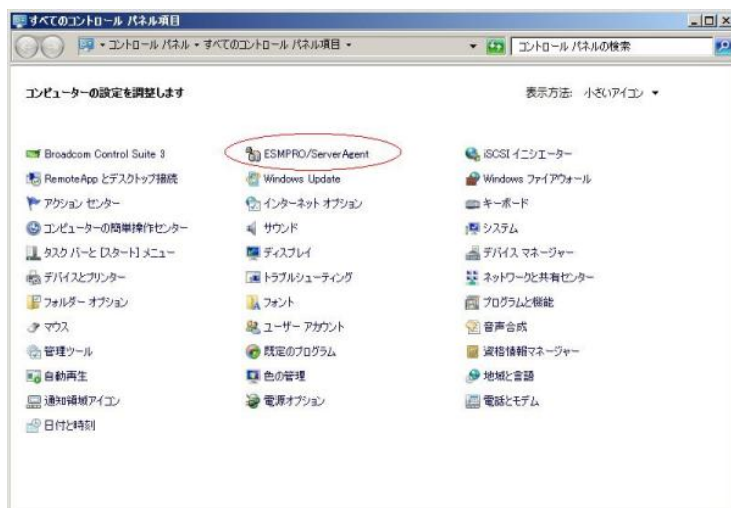 すべてのコントロール パネル項目
コントロール パネル ・ すべてのコントロール パネル項目 ・
コントロール パネルの検索
コンピューターの設定を調整します
表示方法: 小さいアイコン
Broadcom Control Suite 3
ESMPRO/ServerAgent
iSCSI イニシエーター
RemoteApp とデスクトップ接続
Windows Update
Windows ファイアウォール
アクション センター
インターネット オプション
キーボード
コンピューターの簡単操作センター
サウンド
システム
タスク バーと [スタート] メニュー
ディスプレイ
デバイス マネージャー
デバイスとプリンター
トラブルシューティング
ネットワークと共有センター
フォルダー オプション
フォント
プログラムと機能
マウス
ユーザー アカウント
音声合成
管理ツール
既定のプログラム
資格情報マネージャー
自動再生
色の管理
地域と言語
通知領域アイコン
電源オプション
電話とモデム
日付と時刻